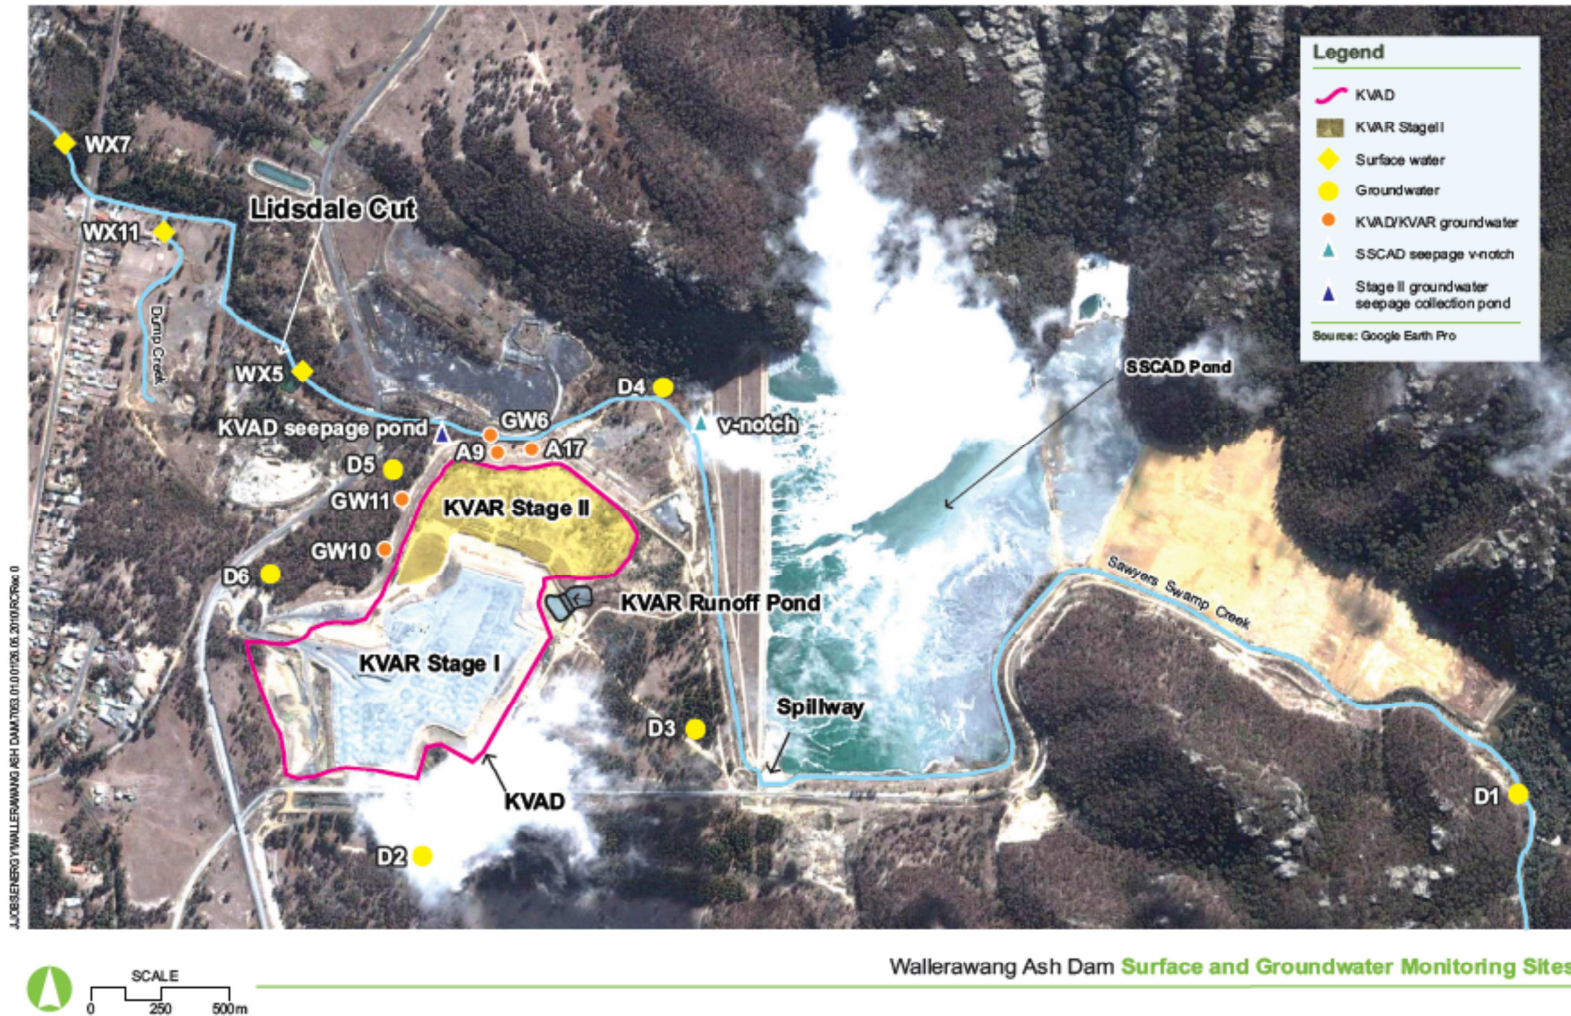 Legend
KVAD
KVAR StageII
Surface water
Groundwater
KVAD/KVAR groundwater
SSCAD seepage v-notch
Stage II groundwater
seepage collection pond
Source: Google Earth Pro
WX7
Lidsdale Cut
WX11
Dump Creek
WX5
SSCAD Pond
D4
GW6
KVAD seepage pond
v-notch
A9
A17
D5
GW11
KVAR Stage II
GW10
D6
Sawyers Swamp Creek
KVAR Runoff Pond
KVAR Stage I
Spillway
D3
KVAD
D1
D2
Wallerawang Ash Dam Surface and Groundwater Monitoring Sites
SCALE
0 250 500m